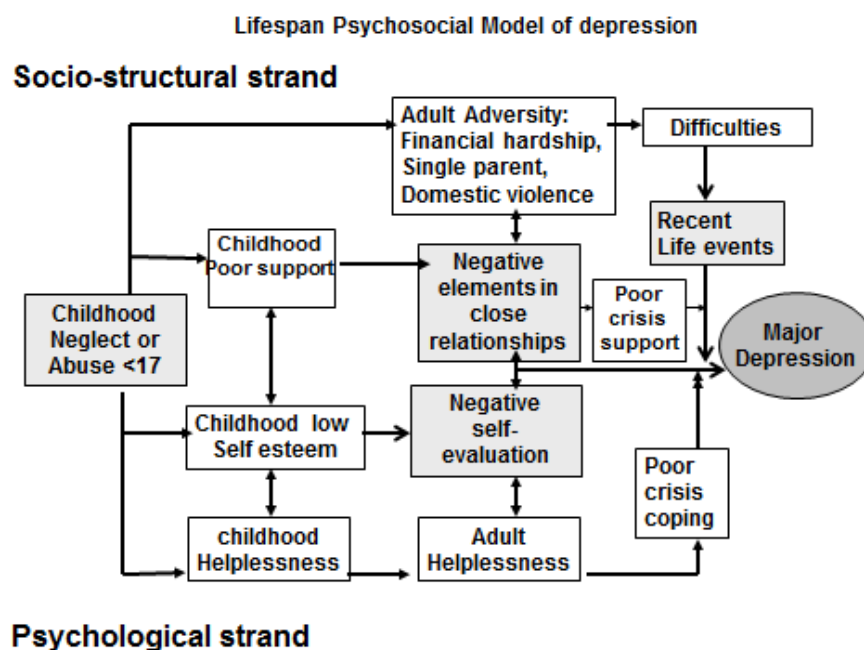 Lifespan Psychosocial Model of depression
Socio-structural strand
Adult Adversity:
Financial hardship,
Single parent,
Domestic violence
Difficulties
Recent
Life events
Childhood
Poor support
Negative
elements in
close
relationships
Poor
crisis
support
Major
Depression
Childhood
Neglect or
Abuse <17
Childhood low
Self esteem
Negative
self-
evaluation
Poor
crisis
coping
childhood
Helplessness
Adult
Helplessness
Psychological strand